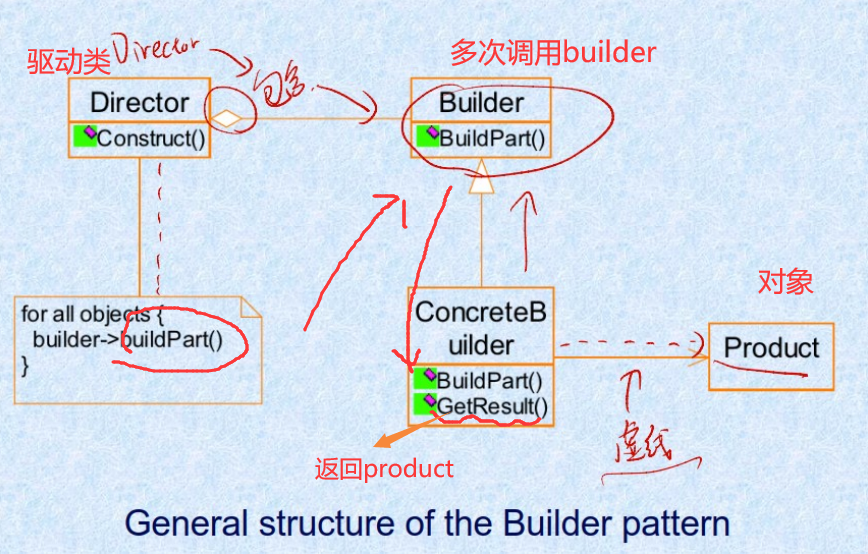 驱动类
Director
包含
多次调用builder
Director
Construct()
Builder
BuildPart()
for all objects {
builder->buildPart()
}
ConcreteB
uilder
BuildPart()
GetResult()
对象
Product
虚线
返回product
General structure of the Builder pattern